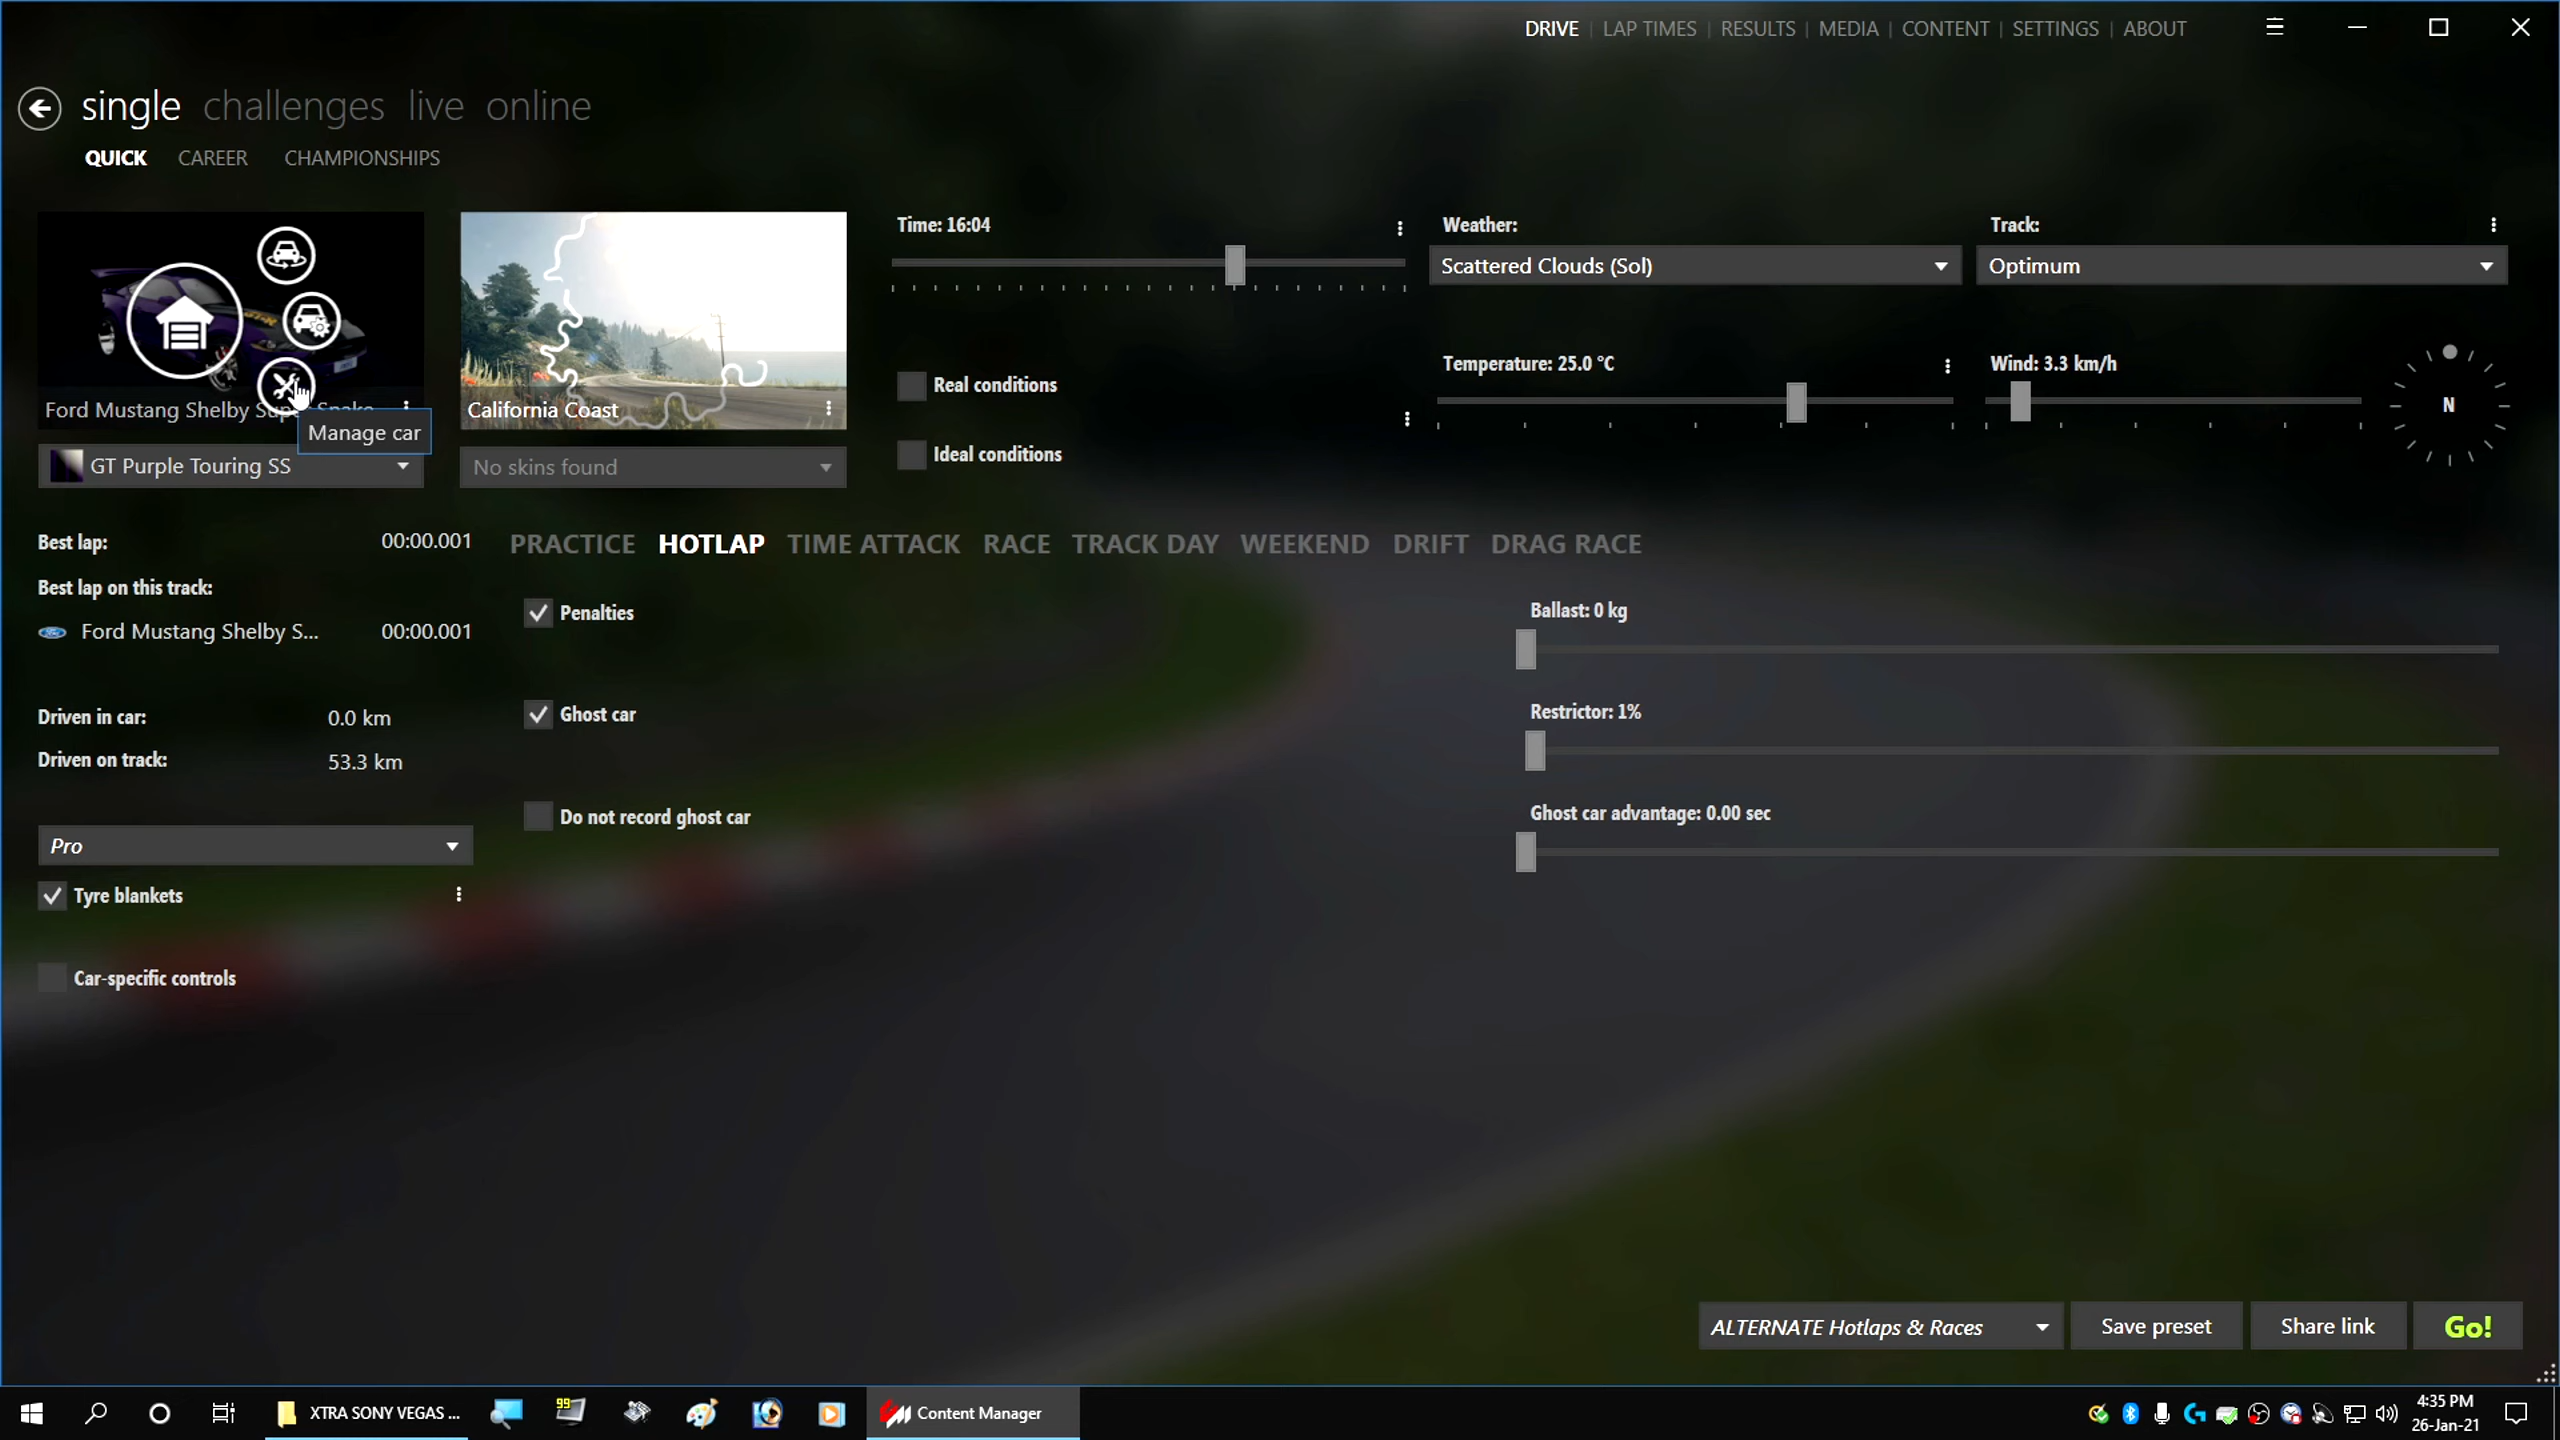 DRIVE | LAP TIMES | RESULTS | MEDIA | CONTENT | SETTINGS | ABOUT
single challenges live online
QUICK CAREER CHAMPIONSHIPS
Time: 16:04
Weather:
Track:
Scattered Clouds (Sol)
Optimum
Temperature: 25.0 °C
Wind: 3.3 km/h
N
Real conditions
Ideal conditions
Ford Mustang Shelby Super Snake
California Coast
Manage car
GT Purple Touring SS
No skins found
Best lap: 00:00.001
Best lap on this track:
Ford Mustang Shelby S... 00:00.001
Driven in car: 0.0 km
Driven on track: 53.3 km
Pro
Tyre blankets
Car-specific controls
PRACTICE HOTLAP TIME ATTACK RACE TRACK DAY WEEKEND DRIFT DRAG RACE
Penalties
Ghost car
Do not record ghost car
Ballast: 0 kg
Restrictor: 1%
Ghost car advantage: 0.00 sec
ALTERNATE Hotlaps & Races
Save preset
Share link
Go!
XTRA SONY VEGAS ...
99
Content Manager
4:35 PM
26-Jan-21